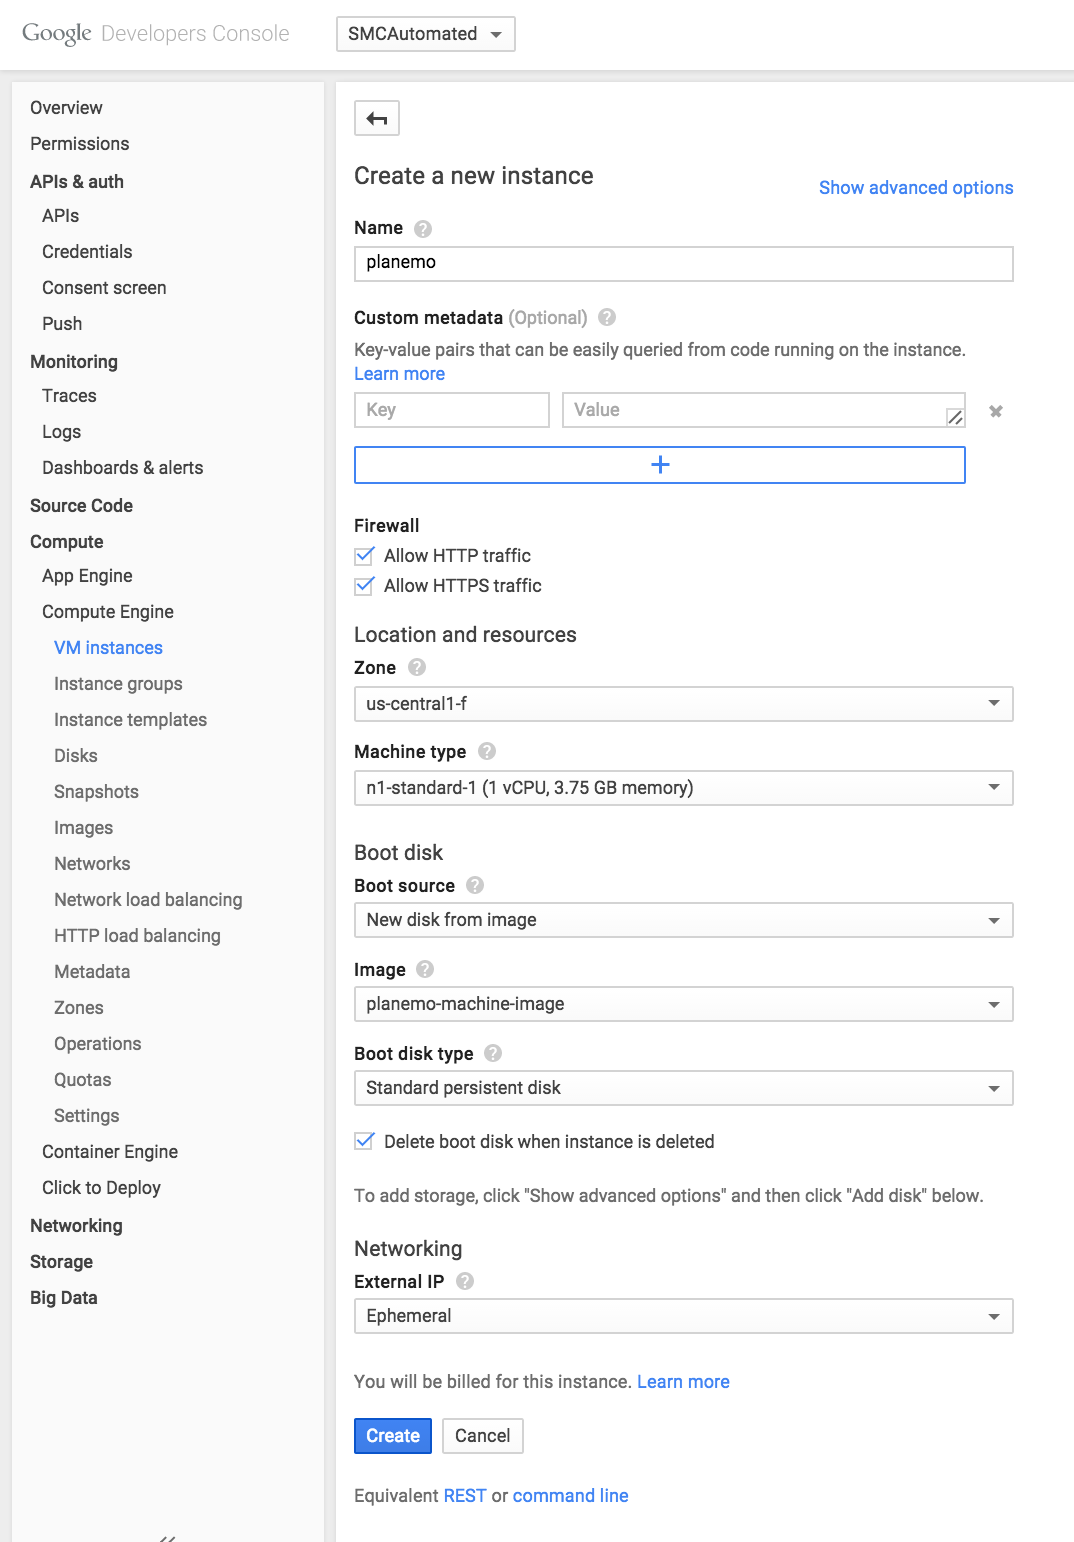 Google Developers Console
SMCAutomated
Overview
Permissions
APIs & auth
APIs
Credentials
Consent screen
Push
Monitoring
Traces
Logs
Dashboards & alerts
Source Code
Compute
App Engine
Compute Engine
VM instances
Instance groups
Instance templates
Disks
Snapshots
Images
Networks
Network load balancing
HTTP load balancing
Metadata
Zones
Operations
Quotas
Settings
Container Engine
Click to Deploy
Networking
Storage
Big Data
Create a new instance
Show advanced options
Name ?
planemo
Custom metadata (Optional) ?
Key-value pairs that can be easily queried from code running on the instance.
Learn more
Key
Value
+
Firewall
Allow HTTP traffic
Allow HTTPS traffic
Location and resources
Zone ?
us-central1-f
Machine type ?
n1-standard-1 (1 vCPU, 3.75 GB memory)
Boot disk
Boot source ?
New disk from image
Image ?
planemo-machine-image
Boot disk type ?
Standard persistent disk
Delete boot disk when instance is deleted
To add storage, click "Show advanced options" and then click "Add disk" below.
Networking
External IP ?
Ephemeral
You will be billed for this instance. Learn more
Create
Cancel
Equivalent REST or command line